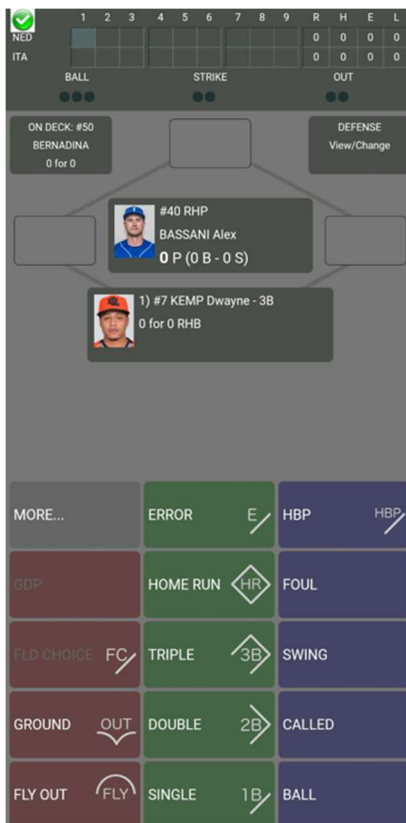 1 2 3 4 5 6 7 8 9 R H E L
NED 0 0 0 0
ITA 0 0 0 0
BALL STRIKE OUT
ON DECK: #50
BERNADINA
0 for 0
DEFENSE
View/Change
#40 RHP
BASSANI Alex
0 P (0 B - 0 S)
1) #7 KEMP Dwayne - 3B
0 for 0 RHB
MORE... ERROR E HBP HBP
GDP HOME RUN HR FOUL
FLD CHOICE FC TRIPLE 3B SWING
GROUND OUT DOUBLE 2B CALLED
FLY OUT FLY SINGLE 1B BALL